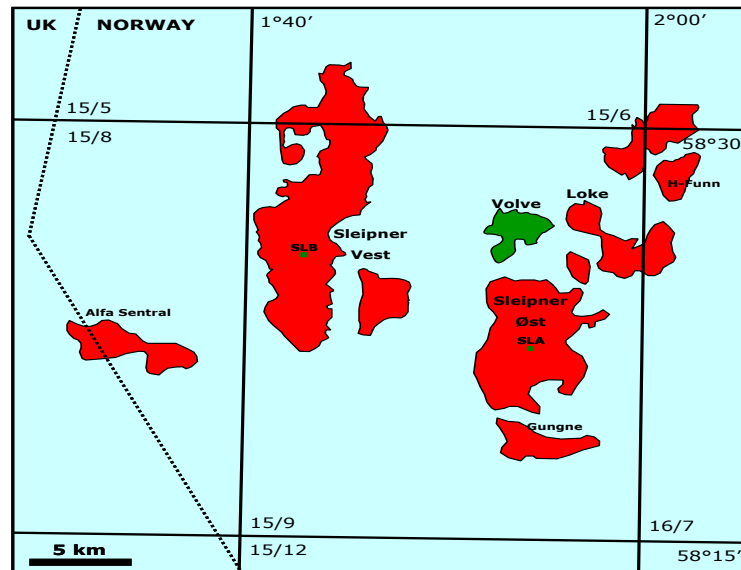 UK NORWAY
1°40′
2°00′
15/5
15/6
15/8
58°30
H-Funn
Volve
Loke
Sleipner
Vest
SLB
Sleipner
Øst
SLA
Alfa Sentral
Gungne
15/9
16/7
5 km
15/12
58°15′